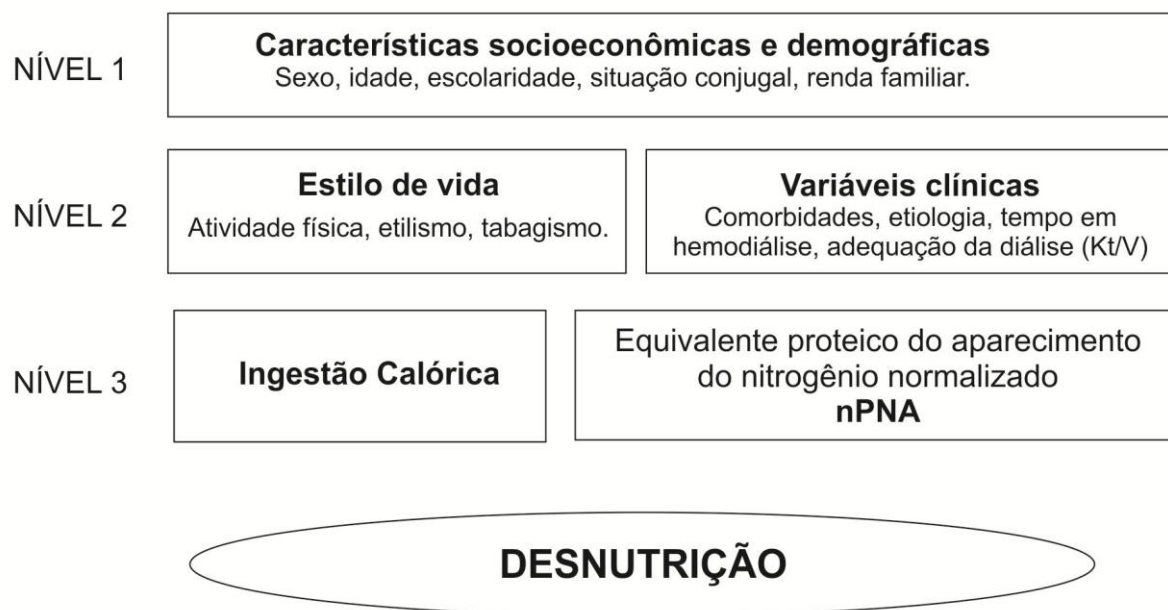 NÍVEL 1
Características socioeconômicas e demográficas
Sexo, idade, escolaridade, situação conjugal, renda familiar.
NÍVEL 2
Estilo de vida
Atividade física, etilismo, tabagismo.
Variáveis clínicas
Comorbidades, etiologia, tempo em
hemodiálise, adequação da diálise (Kt/V)
NÍVEL 3
Ingestão Calórica
Equivalente proteico do aparecimento
do nitrogênio normalizado
nPNA
DESNUTRIÇÃO